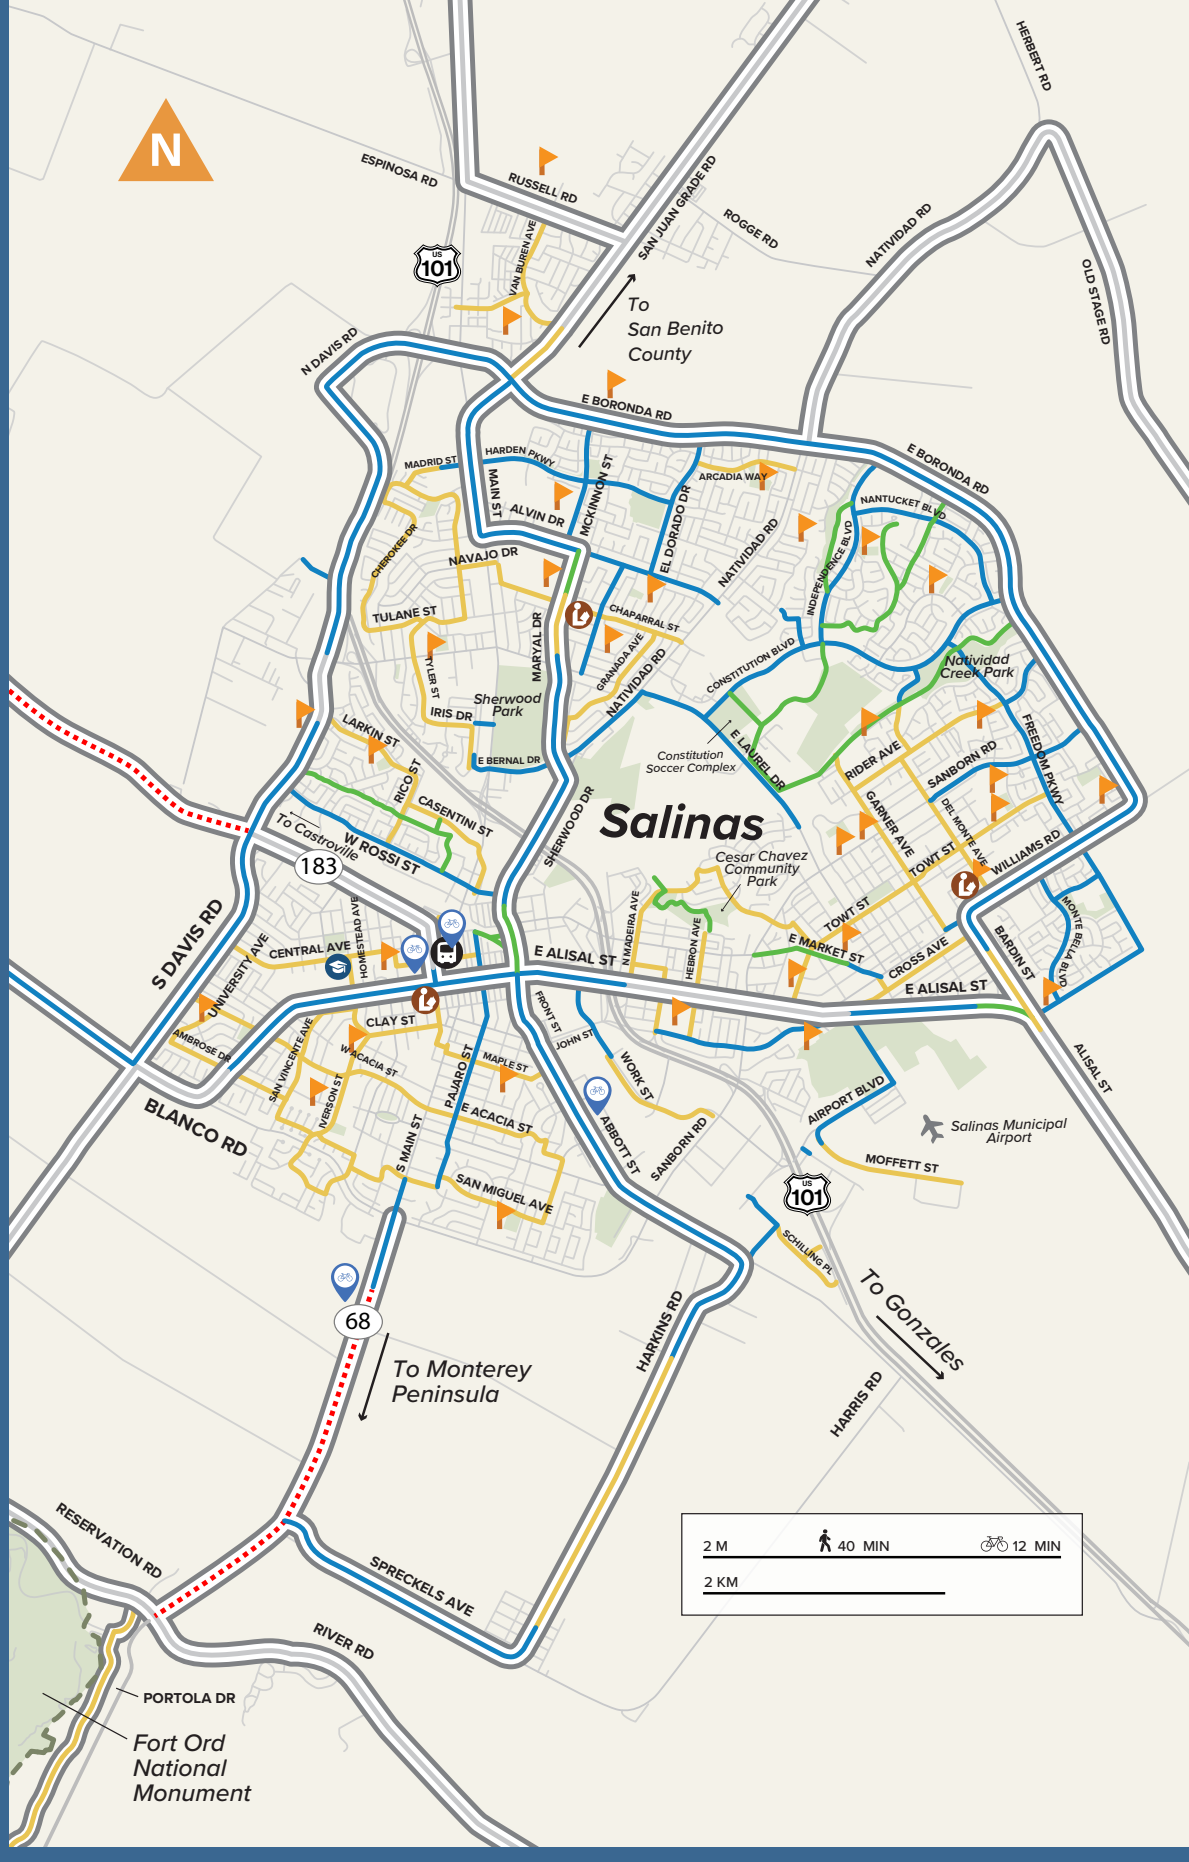 HERBERT RD
N
ESPINOSA RD
RUSSELL RD
SAN JUAN GRADE RD
ROGGE RD
NATIVIDAD RD
US
101
VAN BUREN AVE
OLD STAGE RD
To
San Benito
County
N DAVIS RD
E BORONDA RD
E BORONDA RD
MADRID ST
HARDEN PKWY
MAIN ST
MCKINNON ST
ARCADIA WAY
NANTUCKET BLVD
ALVIN DR
EL DORADO DR
NATIVIDAD RD
INDEPENDENCE BLVD
CHEROKEE DR
NAVAJO DR
TULANE ST
MARYAL DR
CHAPARRAL ST
GRANADA AVE
NATIVIDAD RD
CONSTITUTION BLVD
TYLER ST
Sherwood
Park
Natividad
Creek Park
IRIS DR
LARKIN ST
E BERNAL DR
Constitution
Soccer Complex
E LAUREL DR
RIDER AVE
SANBORN RD
FREEDOM PKWY
RICO ST
CASENTINI ST
SHERWOOD DR
Salinas
GARNER AVE
DEL MONTE AVE
To Castroville
W ROSSI ST
183
Cesar Chavez
Community
Park
TOWT ST
WILLIAMS RD
S DAVIS RD
UNIVERSITY AVE
CENTRAL AVE
HOMESTEAD AVE
N MADEIRA AVE
HEBRON AVE
TOWT ST
E MARKET ST
CROSS AVE
BARDIN ST
MONTE BELLA BLVD
E ALISAL ST
E ALISAL ST
FRONT ST
JOHN ST
CLAY ST
AMBROSE DR
SAN VINCENTE AVE
W ACACIA ST
IVERSON ST
MAPLE ST
PAJARO ST
WORK ST
ALISAL ST
E ACACIA ST
ABBOTT ST
SANBORN RD
AIRPORT BLVD
Salinas Municipal
Airport
BLANCO RD
S MAIN ST
MOFFETT ST
SAN MIGUEL AVE
US
101
SCHILLING PL
To Gonzales
68
HARKINS RD
To Monterey
Peninsula
HARRIS RD
RESERVATION RD
SPRECKELS AVE
2 M
40 MIN
12 MIN
2 KM
RIVER RD
PORTOLA DR
Fort Ord
National
Monument